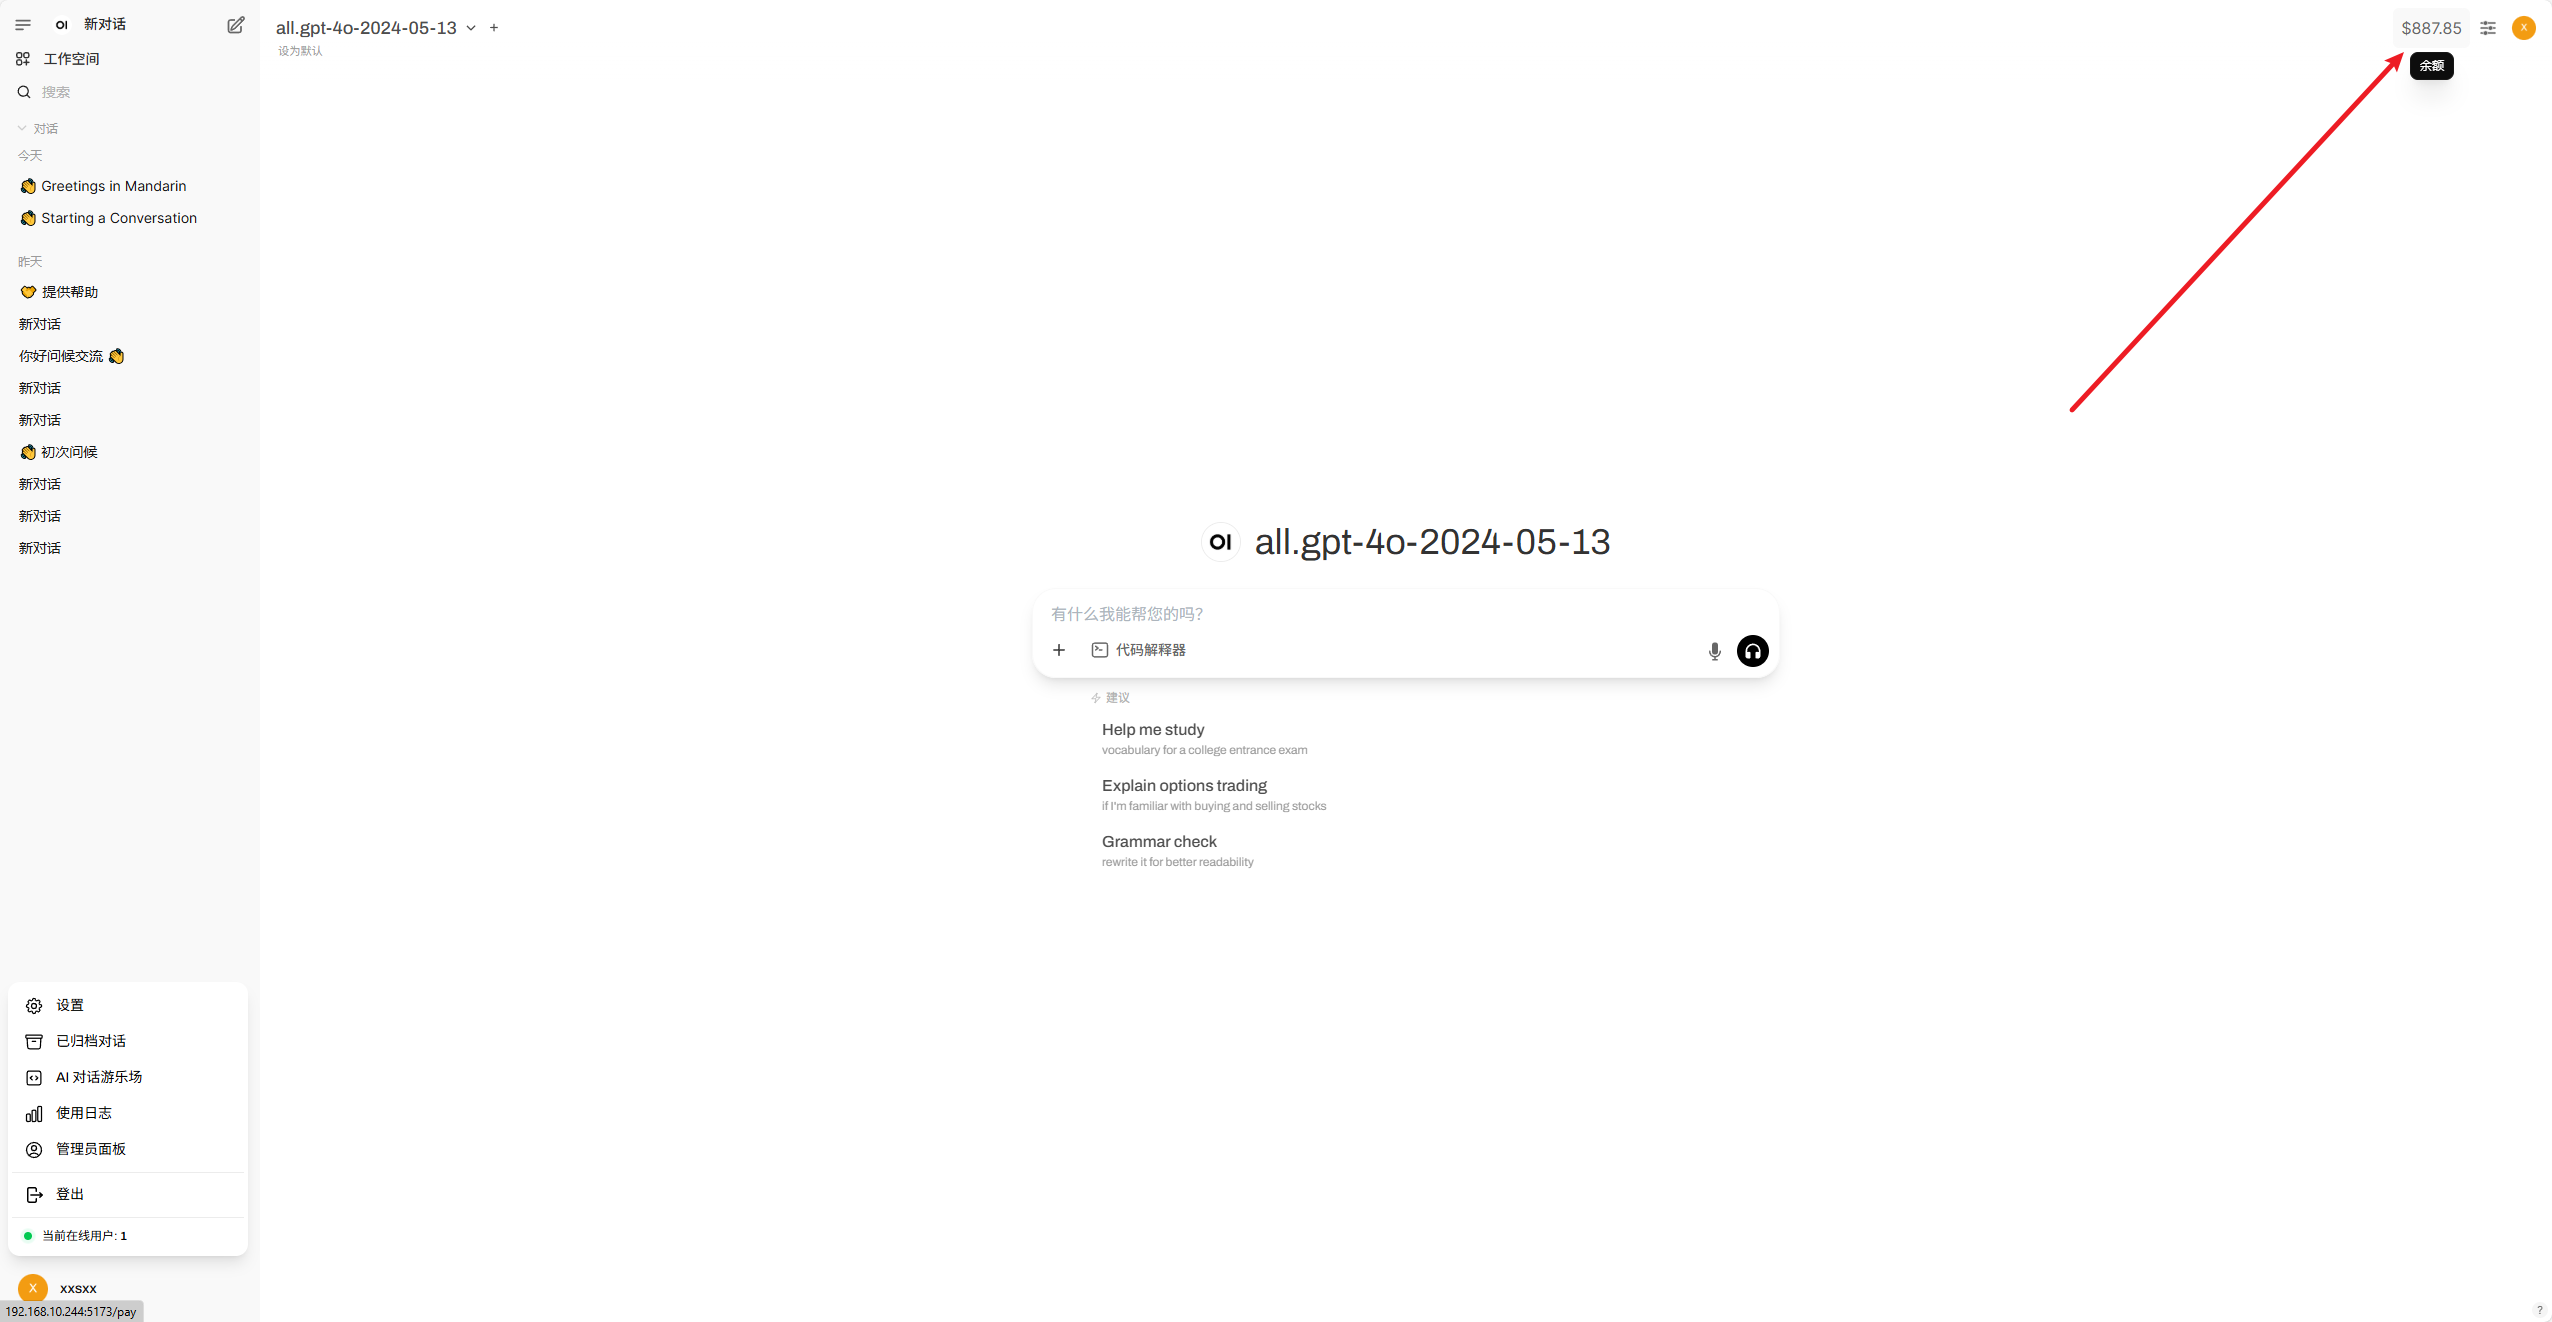 OI 新对话
工作空间
搜索
对话
今天
Greetings in Mandarin
Starting a Conversation
昨天
提供帮助
新对话
你好问候交流
新对话
新对话
初次问候
新对话
新对话
新对话
设置
已归档对话
AI 对话游乐场
使用日志
管理员面板
登出
当前在线用户: 1
X xxsxx
192.168.10.244:5173/pay
all.gpt-4o-2024-05-13
设为默认
$887.85
X
余额
OI all.gpt-4o-2024-05-13
有什么我能帮您的吗?
代码解释器
建议
Help me study
vocabulary for a college entrance exam
Explain options trading
if I'm familiar with buying and selling stocks
Grammar check
rewrite it for better readability
?